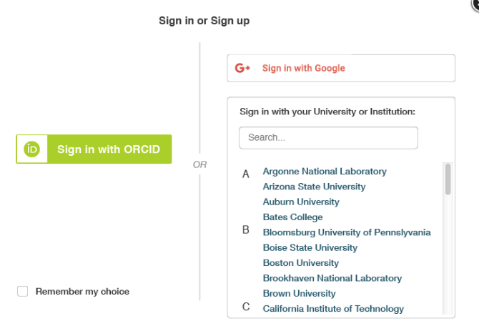 Sign in or Sign up
iD Sign in with ORCID
Remember my choice
OR
G+ Sign in with Google
Sign in with your University or Institution:
Search...
A Argonne National Laboratory
Arizona State University
Auburn University
Bates College
B Bloomsburg University of Pennslyvania
Boise State University
Boston University
Brookhaven National Laboratory
Brown University
C California Institute of Technology